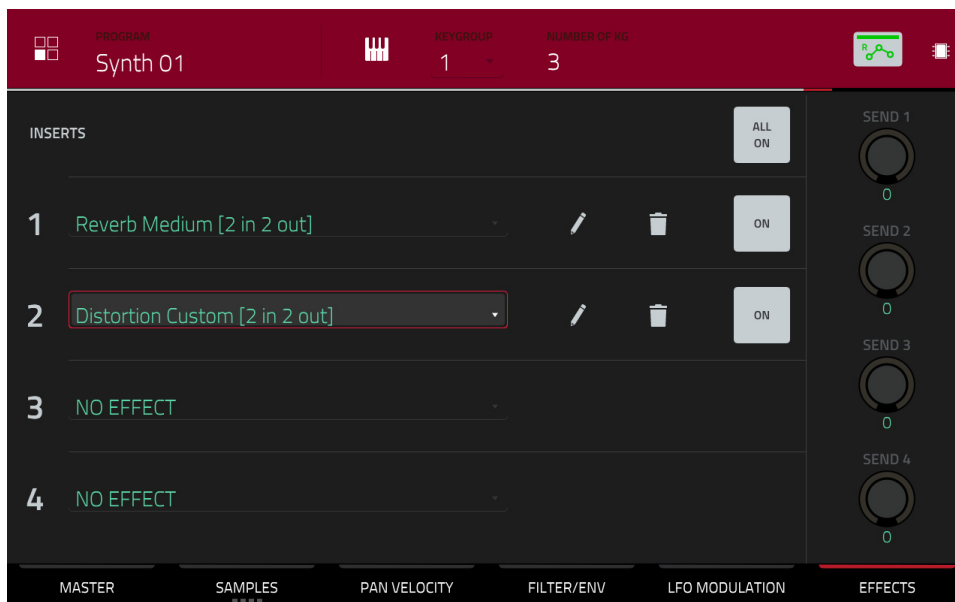 PROGRAM KEYGROUP NUMBER OF KG
Synth 01 1 3
R
INSERTS ALL ON SEND 1
0
1 Reverb Medium [2 in 2 out] ON SEND 2
0
2 Distortion Custom [2 in 2 out] ON
SEND 3
0
3 NO EFFECT
SEND 4
4 NO EFFECT
0
MASTER SAMPLES PAN VELOCITY FILTER/ENV LFO MODULATION EFFECTS